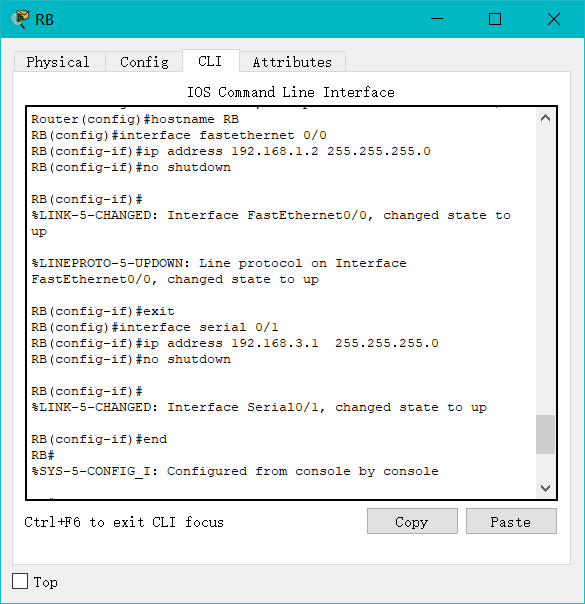 RB
Physical Config CLI Attributes
IOS Command Line Interface
Router(config)#hostname RB
RB(config)#interface fastethernet 0/0
RB(config-if)#ip address 192.168.1.2 255.255.255.0
RB(config-if)#no shutdown
RB(config-if)#
%LINK-5-CHANGED: Interface FastEthernet0/0, changed state to
up
%LINEPROTO-5-UPDOWN: Line protocol on Interface
FastEthernet0/0, changed state to up
RB(config-if)#exit
RB(config)#interface serial 0/1
RB(config-if)#ip address 192.168.3.1  255.255.255.0
RB(config-if)#no shutdown
RB(config-if)#
%LINK-5-CHANGED: Interface Serial0/1, changed state to up
RB(config-if)#end
RB#
%SYS-5-CONFIG_I: Configured from console by console
Ctrl+F6 to exit CLI focus
Copy Paste
Top